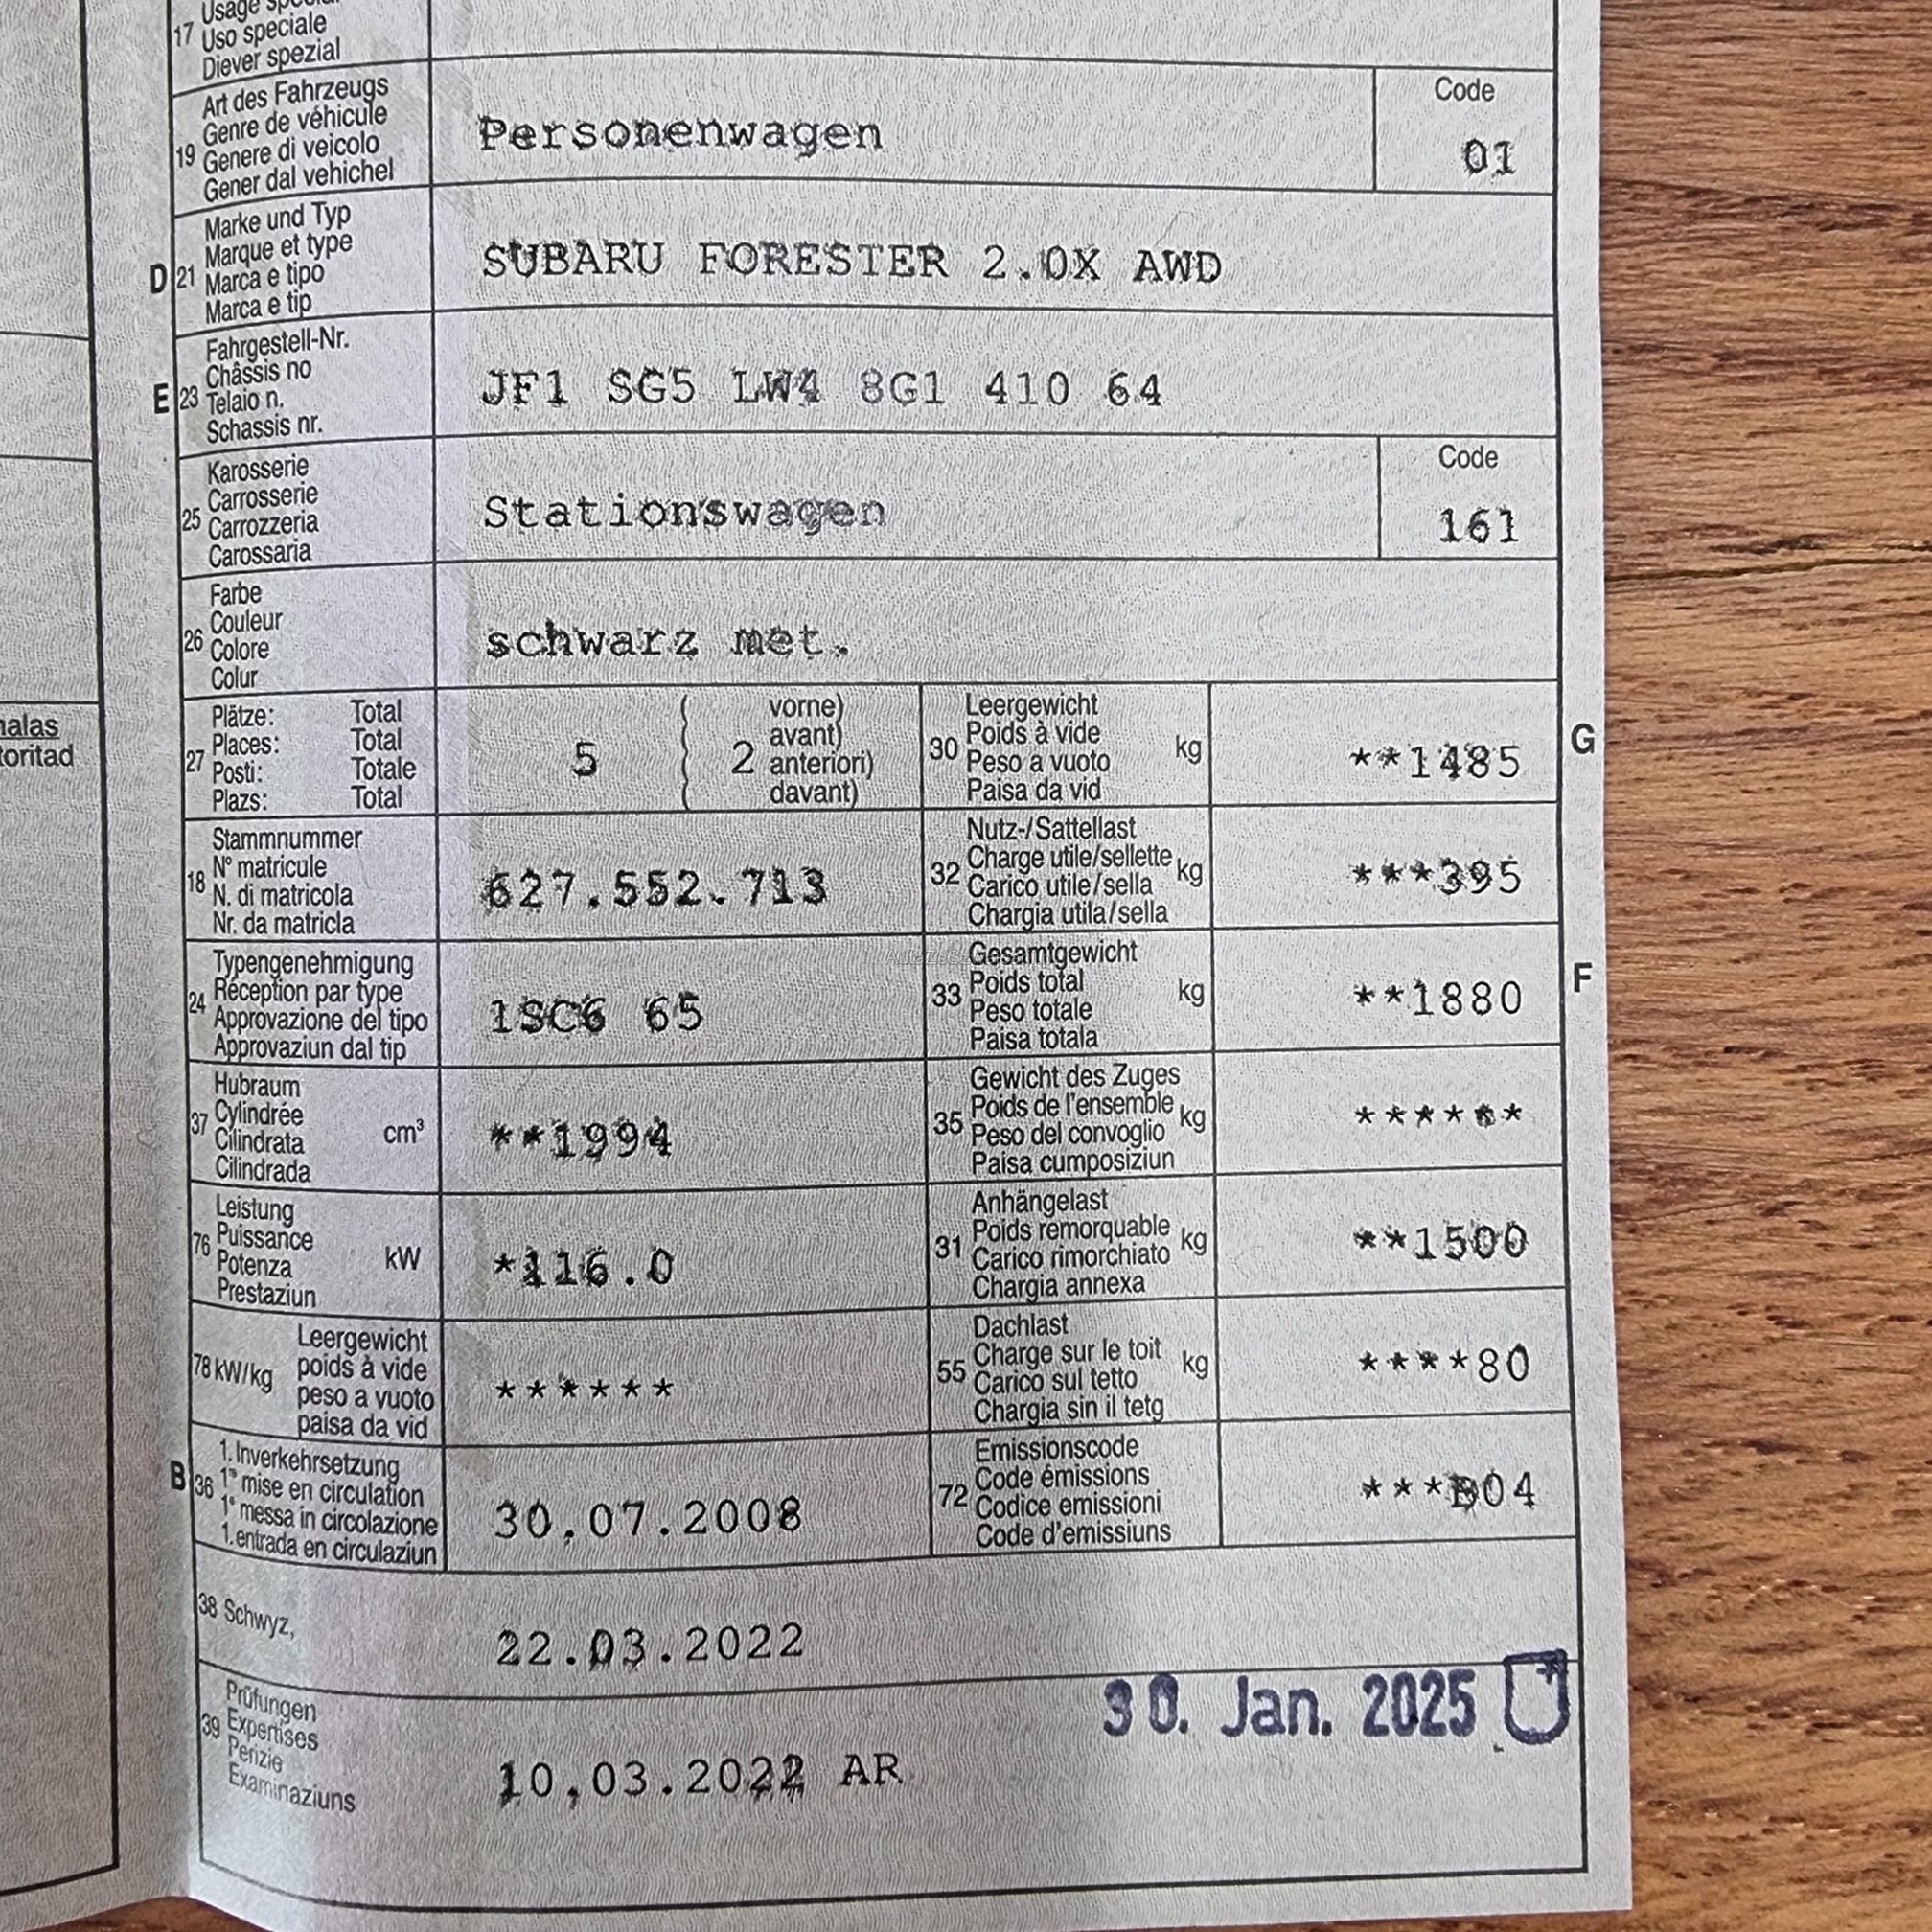 17 Usage
Uso speciale
Diever spezial
19 Art des Fahrzeugs
Genre de véhicule
Genere di veicolo
Gener dal vehichel
Personenwagen
Code
01
D 21 Marke und Typ
Marque et type
Marca e tipo
Marca e tip
SUBARU FORESTER 2.0X AWD
E 23 Fahrgestell-Nr.
Châssis no
Telaio n.
Schassis nr.
JF1 SG5 LW4 8G1 410 64
25 Karosserie
Carrosserie
Carrozzeria
Carossaria
Stationswagen
Code
161
26 Farbe
Couleur
Colore
Colur
schwarz met.
27 Plätze: Total
Places: Total
Posti: Totale
Plazs: Total
5
2 vorne)
avant)
anteriori)
davant)
30 Leergewicht
Poids à vide
Peso a vuoto
Paisa da vid
kg
**1485
G
18 Stammnummer
N° matricule
N. di matricola
Nr. da matricla
627.552.713
32 Nutz-/Sattellast
Charge utile/sellette
Carico utile/sella
Chargia utila/sella
kg
***395
24 Typengenehmigung
Réception par type
Approvazione del tipo
Approvaziun dal tip
1SC6 65
33 Gesamtgewicht
Poids total
Peso totale
Paisa totala
kg
**1880
F
37 Hubraum
Cylindrée
Cilindrata
Cilindrada
cm³
**1994
35 Gewicht des Zuges
Poids de l'ensemble
Peso del convoglio
Paisa cumposiziun
kg
******
76 Leistung
Puissance
Potenza
Prestaziun
kW
*116.0
31 Anhängelast
Poids remorquable
Carico rimorchiato
Chargia annexa
kg
**1500
78 kW/kg Leergewicht
poids à vide
peso a vuoto
paisa da vid
******
55 Dachlast
Charge sur le toit
Carico sul tetto
Chargia sin il tetg
kg
****80
B 36 1. Inverkehrsetzung
1re mise en circulation
1a messa in circolazione
1. entrada en circulaziun
30.07.2008
72 Emissionscode
Code émissions
Codice emissioni
Code d'emissiuns
***B04
38 Schwyz,
22.03.2022
39 Prüfungen
Expertises
Perizie
Examinaziuns
10.03.2022 AR
30. Jan. 2025
toritad